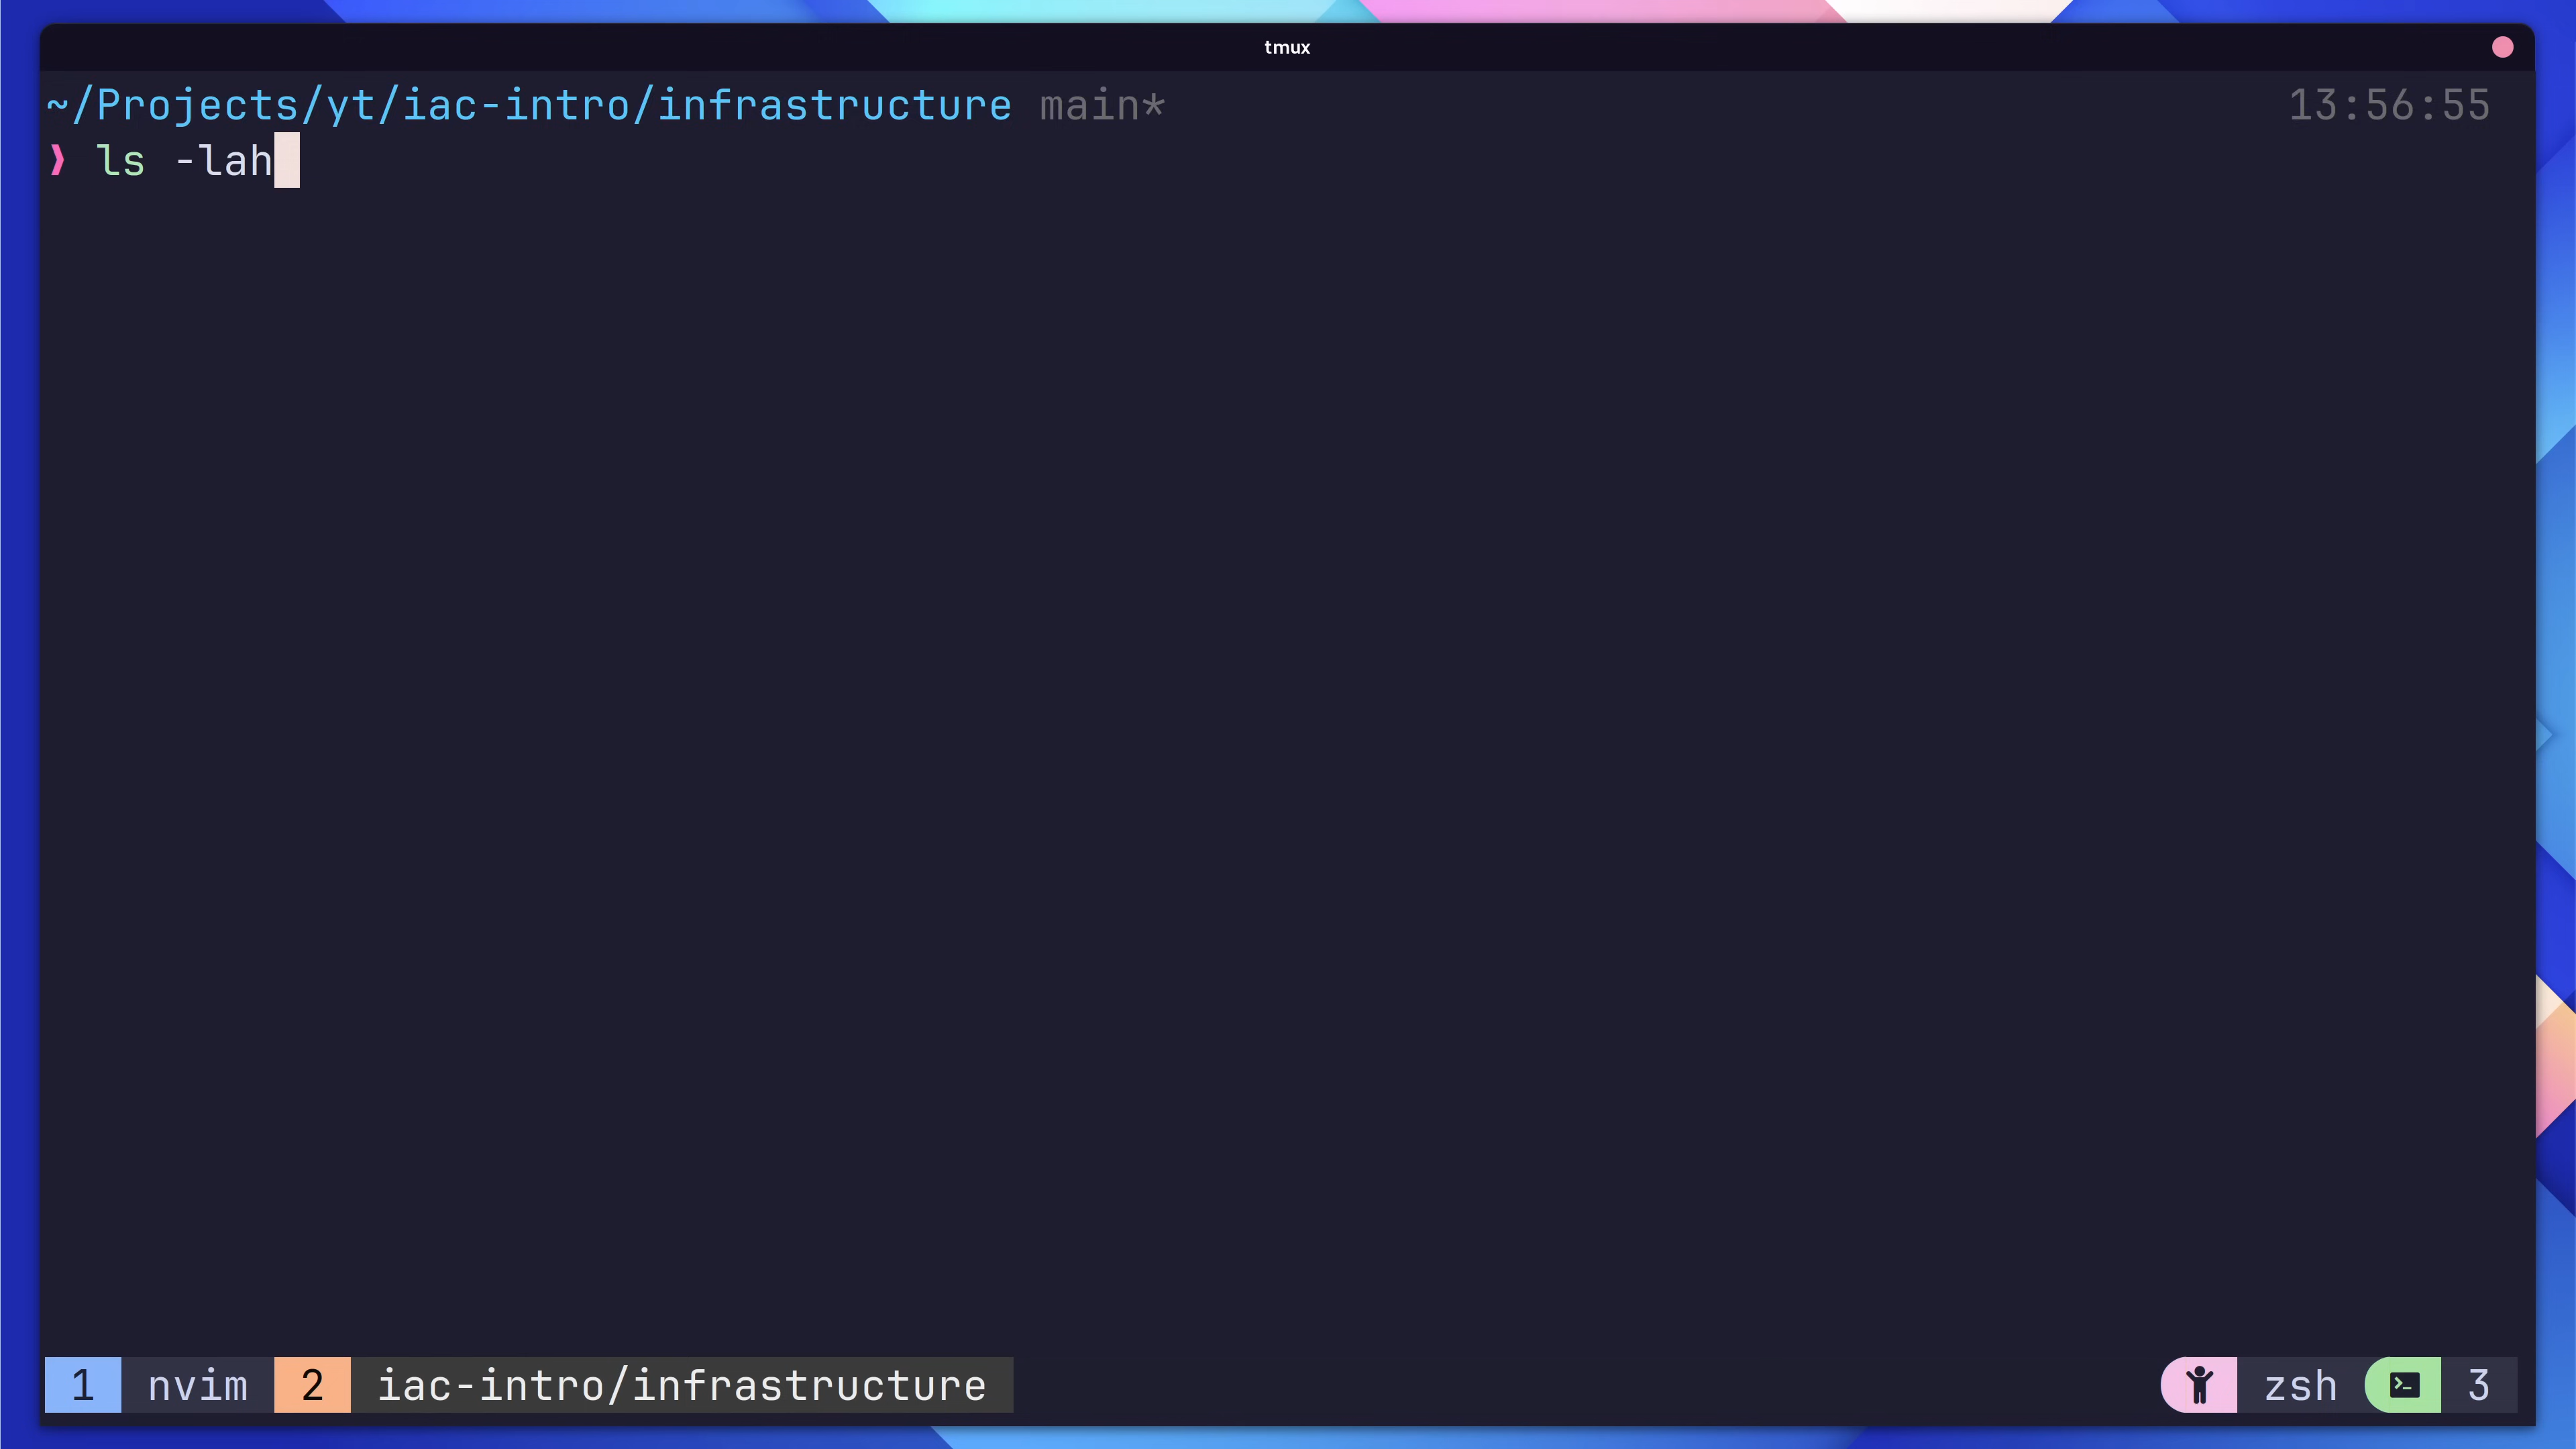 tmux
~/Projects/yt/iac-intro/infrastructure main* 13:56:55
❯ ls -lah
1 nvim 2 iac-intro/infrastructure zsh 3